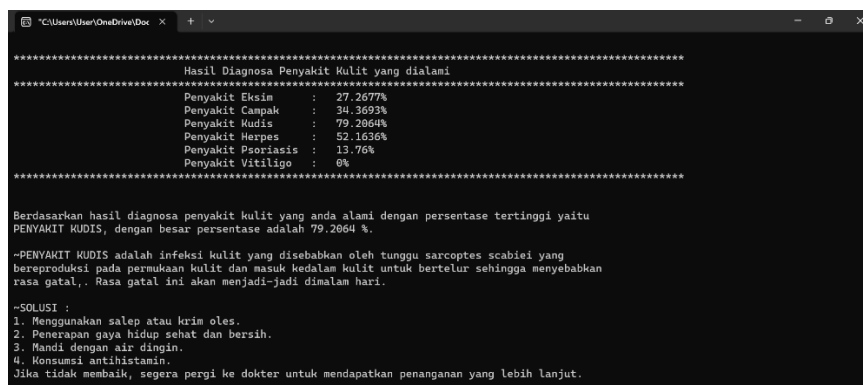 "C:\Users\User\OneDrive\Doc
*********************************************************************************************************
Hasil Diagnosa Penyakit Kulit yang dialami
*********************************************************************************************************
Penyakit Eksim : 27.2677%
Penyakit Campak : 34.3693%
Penyakit Kudis : 79.2064%
Penyakit Herpes : 52.1636%
Penyakit Psoriasis : 13.76%
Penyakit Vitiligo : 0%
*********************************************************************************************************
Berdasarkan hasil diagnosa penyakit kulit yang anda alami dengan persentase tertinggi yaitu
PENYAKIT KUDIS, dengan besar persentase adalah 79.2064 %.
~PENYAKIT KUDIS adalah infeksi kulit yang disebabkan oleh tunggu sarcoptes scabiei yang
bereproduksi pada permukaan kulit dan masuk kedalam kulit untuk bertelur sehingga menyebabkan
rasa gatal,. Rasa gatal ini akan menjadi-jadi dimalam hari.
~SOLUSI :
1. Menggunakan salep atau krim oles.
2. Penerapan gaya hidup sehat dan bersih.
3. Mandi dengan air dingin.
4. Konsumsi antihistamin.
Jika tidak membaik, segera pergi ke dokter untuk mendapatkan penanganan yang lebih lanjut.